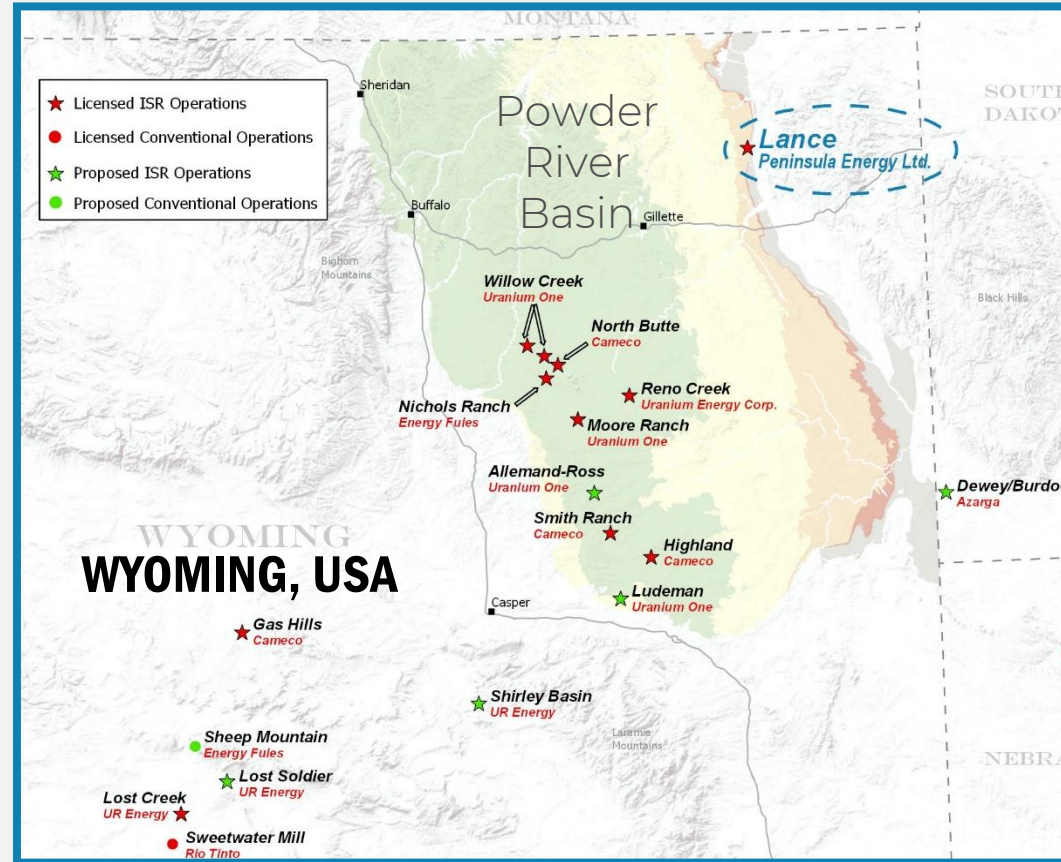 MONTANA
Sheridan
Licensed ISR Operations
Licensed Conventional Operations
Proposed ISR Operations
Proposed Conventional Operations
Powder
River
Basin
SOUTH
DAKOT
Lance
Peninsula Energy Ltd.
Buffalo
Gillette
Bighorn
Mountains
Black Hills
Willow Creek
Uranium One
North Butte
Cameco
Reno Creek
Uranium Energy Corp.
Nichols Ranch
Energy Fules
Moore Ranch
Uranium One
Allemand-Ross
Uranium One
Dewey/Burdo
Azarga
Smith Ranch
Cameco
WYOMING
WYOMING, USA
Highland
Cameco
Ludeman
Uranium One
Casper
Gas Hills
Cameco
Shirley Basin
UR Energy
Laramie
Mountains
Sheep Mountain
Energy Fules
NEBRA
Lost Soldier
UR Energy
Lost Creek
UR Energy
Sweetwater Mill
Rio Tinto